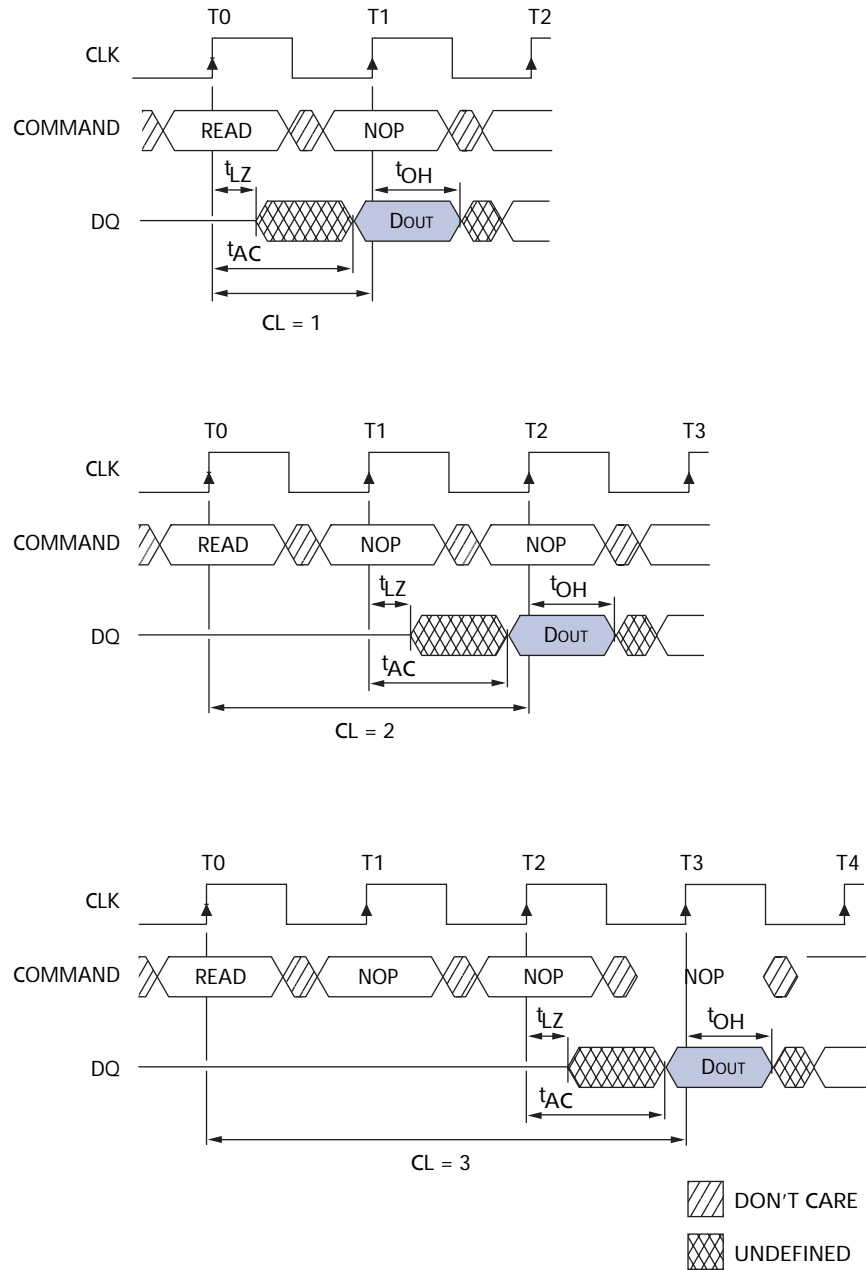 T0 T1 T2
CLK
COMMAND READ NOP
tLZ tOH
DQ DOUT
tAC
CL = 1
T0 T1 T2 T3
CLK
COMMAND READ NOP NOP
tLZ tOH
DQ DOUT
tAC
CL = 2
T0 T1 T2 T3 T4
CLK
COMMAND READ NOP NOP NOP
tLZ tOH
DQ DOUT
tAC
CL = 3
DON'T CARE
UNDEFINED